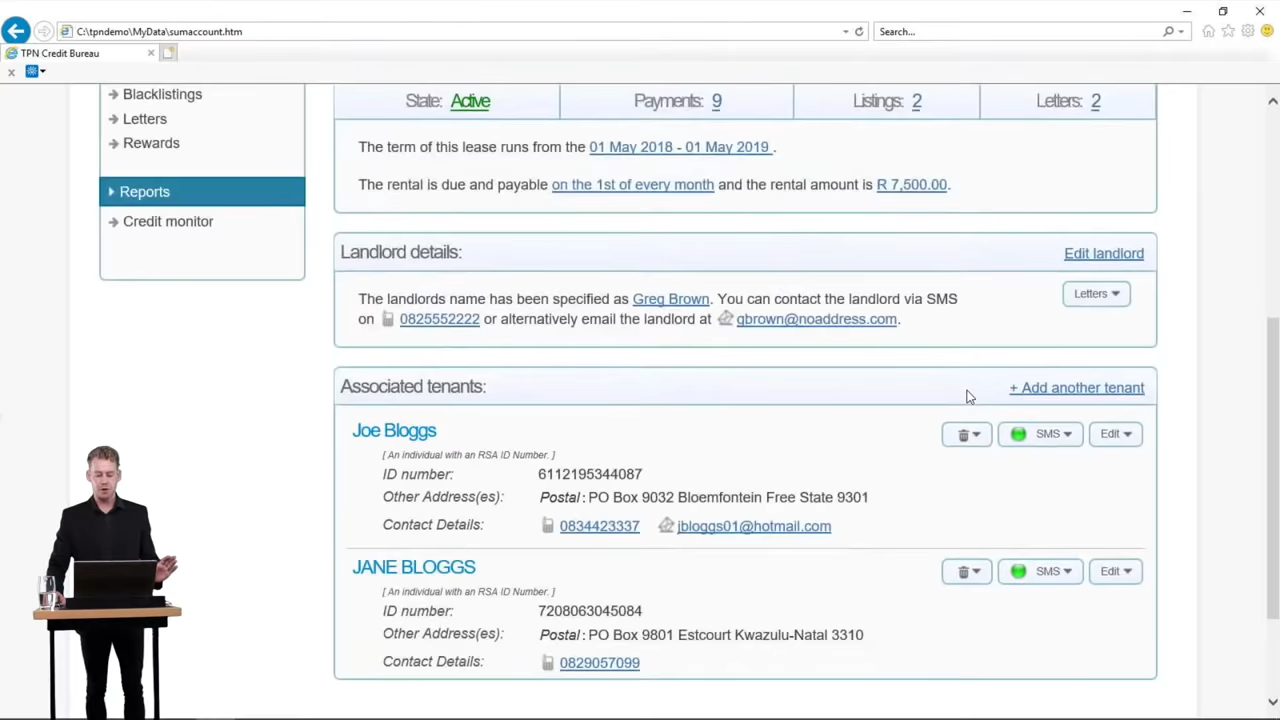 C:\tpndemo\MyData\sumaccount.htm
Search...
TPN Credit Bureau
Blacklistings
Letters
Rewards
Reports
Credit monitor
State: Active
Payments: 9
Listings: 2
Letters: 2
The term of this lease runs from the 01 May 2018 - 01 May 2019 .
The rental is due and payable on the 1st of every month and the rental amount is R 7,500.00.
Landlord details:
Edit landlord
The landlords name has been specified as Greg Brown. You can contact the landlord via SMS
on 0825552222 or alternatively email the landlord at gbrown@noaddress.com.
Letters
Associated tenants:
+ Add another tenant
Joe Bloggs
SMS
Edit
[ An individual with an RSA ID Number. ]
ID number: 6112195344087
Other Address(es): Postal : PO Box 9032 Bloemfontein Free State 9301
Contact Details: 0834423337 jbloggs01@hotmail.com
JANE BLOGGS
SMS
Edit
[ An individual with an RSA ID Number. ]
ID number: 7208063045084
Other Address(es): Postal : PO Box 9801 Estcourt Kwazulu-Natal 3310
Contact Details: 0829057099